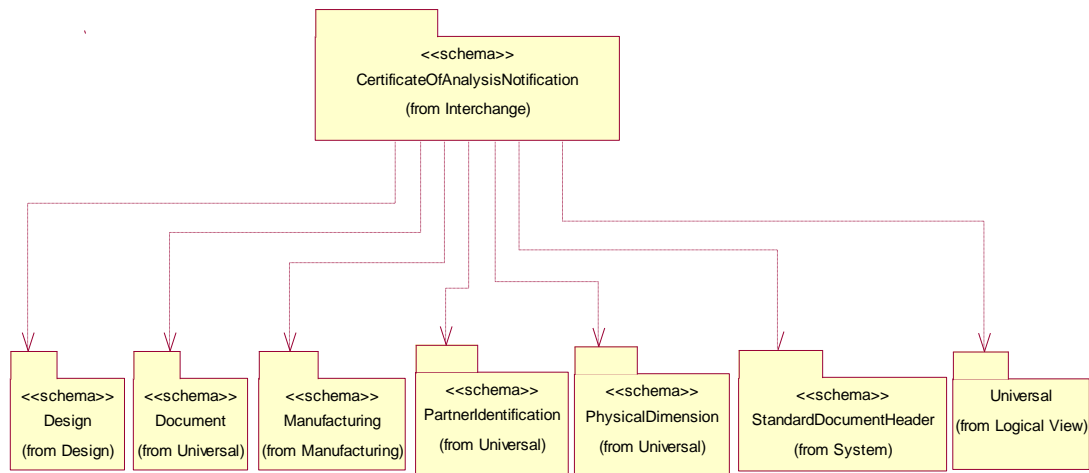 <<schema>>
CertificateOfAnalysisNotification
(from Interchange)
<<schema>>
Design
(from Design)
<<schema>>
Document
(from Universal)
<<schema>>
Manufacturing
(from Manufacturing)
<<schema>>
PartnerIdentification
(from Universal)
<<schema>>
PhysicalDimension
(from Universal)
<<schema>>
StandardDocumentHeader
(from System)
Universal
(from Logical View)